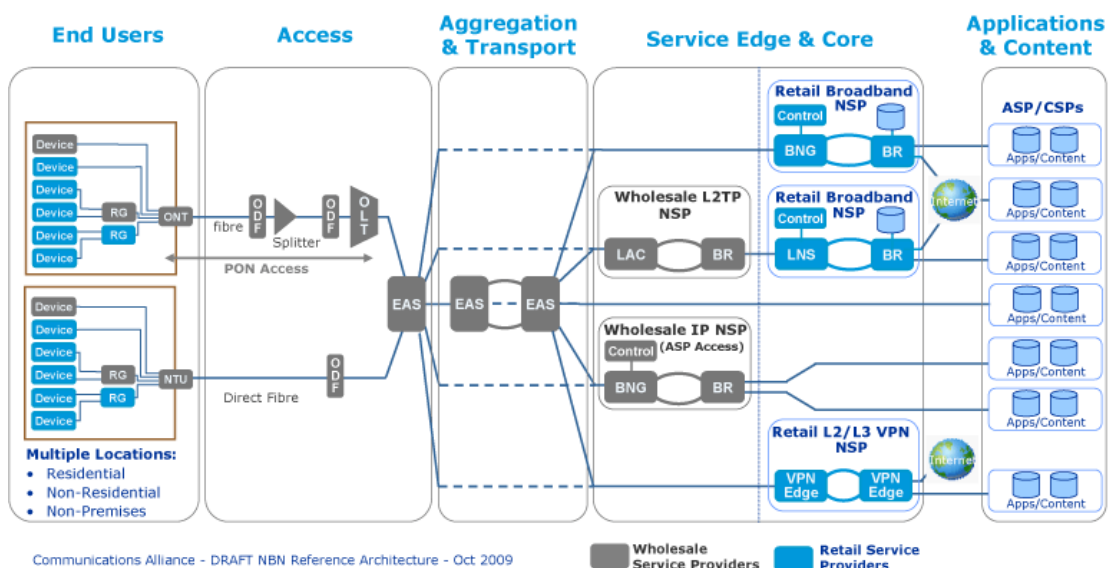 End Users
Access
Aggregation
& Transport
Service Edge & Core
Applications
& Content
Device
Device
Device
Device
Device
Device
RG
RG
ONT
fibre
ODF
Splitter
ODF
OLT
PON Access
Device
Device
Device
Device
Device
Device
RG
RG
NTU
Direct Fibre
ODF
EAS
EAS
EAS
Multiple Locations:
• Residential
• Non-Residential
• Non-Premises
Retail Broadband
NSP
Control
BNG
BR
Wholesale L2TP
NSP
LAC
BR
Retail Broadband
NSP
Control
LNS
BR
Internet
Wholesale IP NSP
Control
(ASP Access)
BNG
BR
Retail L2/L3 VPN
NSP
VPN
Edge
VPN
Edge
Internet
ASP/CSPs
Apps/Content
Apps/Content
Apps/Content
Apps/Content
Apps/Content
Apps/Content
Apps/Content
Communications Alliance - DRAFT NBN Reference Architecture - Oct 2009
Wholesale
Service Providers
Retail Service
Providers